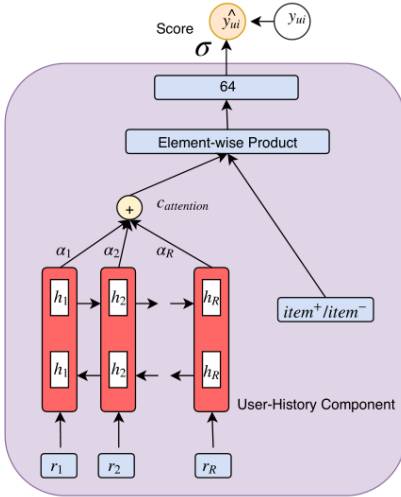 Score
ŷ_ui
y_ui
σ
64
Element-wise Product
+
c_attention
α_1 α_2 α_R
h_1 h_2 h_R
item⁺/item⁻
h_1 h_2 h_R
User-History Component
r_1 r_2 r_R